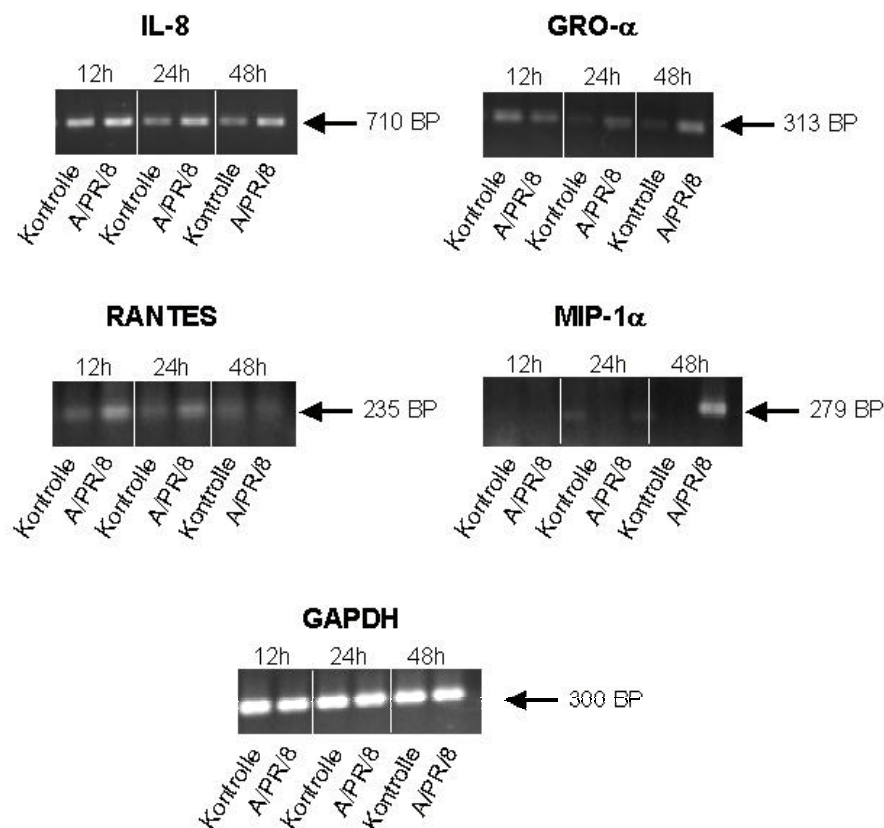 IL-8
12h 24h 48h
710 BP
Kontrolle A/PR/8 Kontrolle A/PR/8 Kontrolle A/PR/8
GRO-α
12h 24h 48h
313 BP
Kontrolle A/PR/8 Kontrolle A/PR/8 Kontrolle A/PR/8
RANTES
12h 24h 48h
235 BP
Kontrolle A/PR/8 Kontrolle A/PR/8 Kontrolle A/PR/8
MIP-1α
12h 24h 48h
279 BP
Kontrolle A/PR/8 Kontrolle A/PR/8 Kontrolle A/PR/8
GAPDH
12h 24h 48h
300 BP
Kontrolle A/PR/8 Kontrolle A/PR/8 Kontrolle A/PR/8